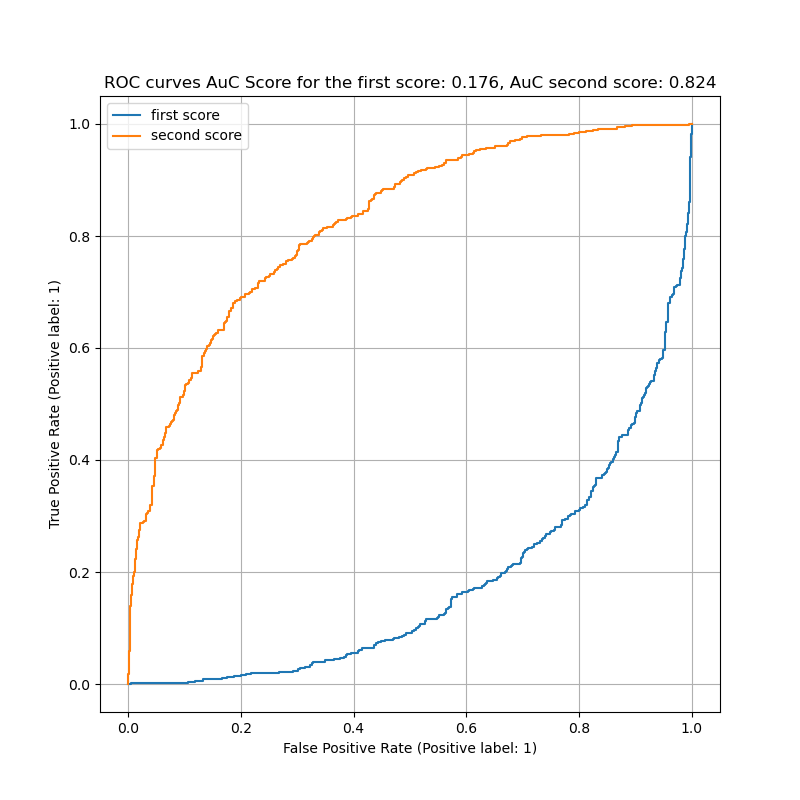 ROC curves AuC Score for the first score: 0.176, AuC second score: 0.824
first score
second score
1.0
0.8
0.6
0.4
0.2
0.0
True Positive Rate (Positive label: 1)
0.0 0.2 0.4 0.6 0.8 1.0
False Positive Rate (Positive label: 1)